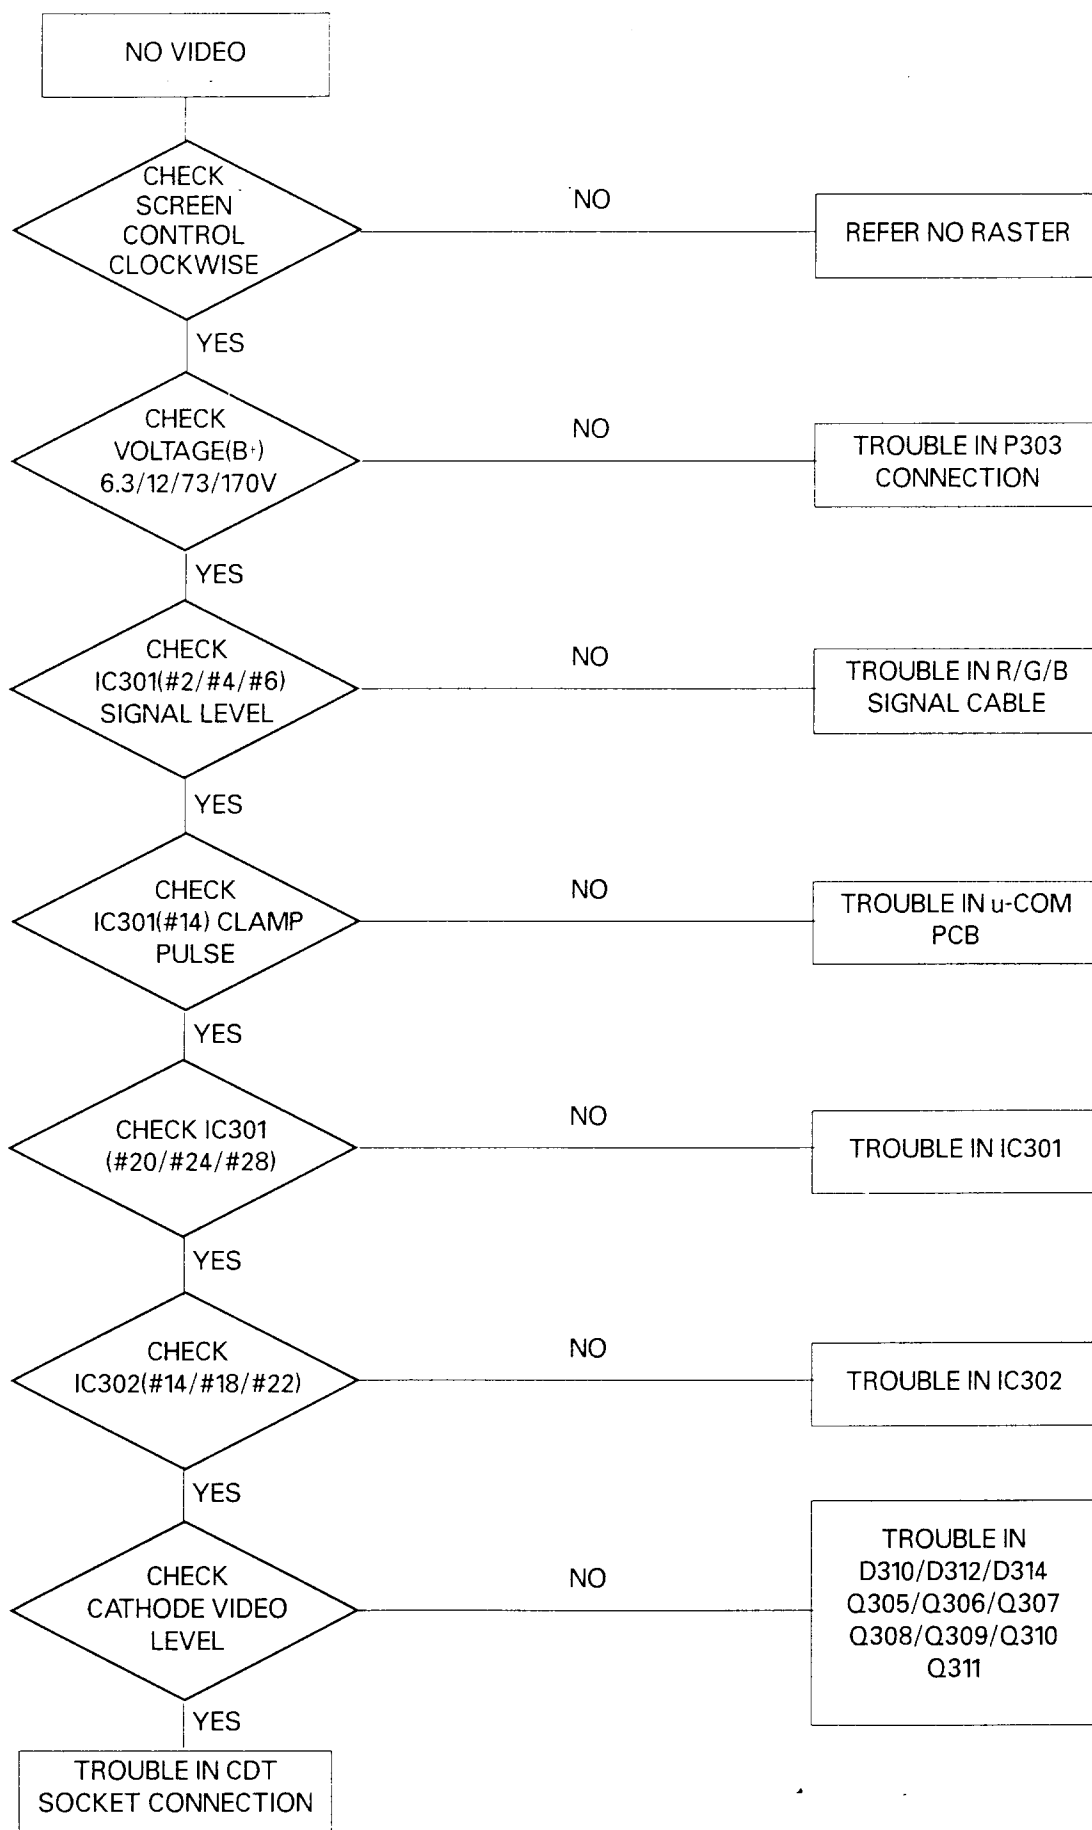 NO VIDEO
CHECK
SCREEN
CONTROL
CLOCKWISE
NO
REFER NO RASTER
YES
CHECK
VOLTAGE(B+)
6.3/12/73/170V
NO
TROUBLE IN P303
CONNECTION
YES
CHECK
IC301(#2/#4/#6)
SIGNAL LEVEL
NO
TROUBLE IN R/G/B
SIGNAL CABLE
YES
CHECK
IC301(#14) CLAMP
PULSE
NO
TROUBLE IN u-COM
PCB
YES
CHECK IC301
(#20/#24/#28)
NO
TROUBLE IN IC301
YES
CHECK
IC302(#14/#18/#22)
NO
TROUBLE IN IC302
YES
CHECK
CATHODE VIDEO
LEVEL
NO
TROUBLE IN
D310/D312/D314
Q305/Q306/Q307
Q308/Q309/Q310
Q311
YES
TROUBLE IN CDT
SOCKET CONNECTION